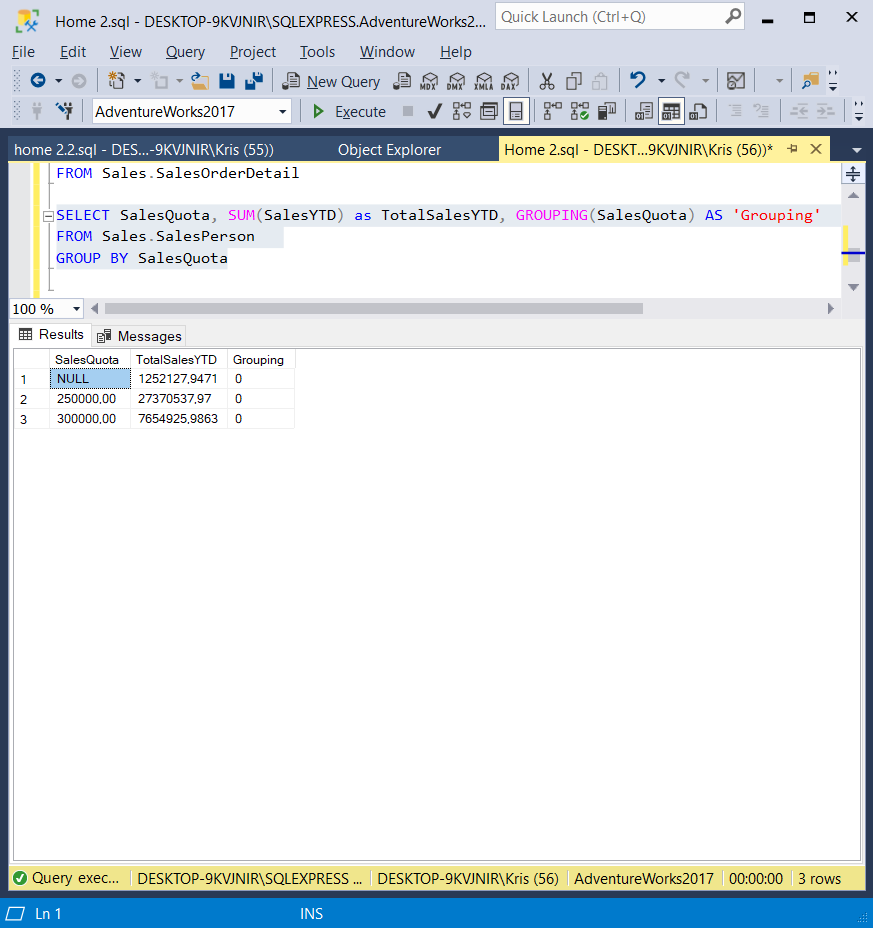 Home 2.sql - DESKTOP-9KVJNIR\SQLEXPRESS.AdventureWorks2...
Quick Launch (Ctrl+Q)
File Edit View Query Project Tools Window Help
New Query MDX DMX XMLA DAX
AdventureWorks2017 Execute
home 2.2.sql - DES...-9KVJNIR\Kris (55)) Object Explorer Home 2.sql - DESKT...9KVJNIR\Kris (56))*
FROM Sales.SalesOrderDetail
SELECT SalesQuota, SUM(SalesYTD) as TotalSalesYTD, GROUPING(SalesQuota) AS 'Grouping'
FROM Sales.SalesPerson
GROUP BY SalesQuota
100 %
Results Messages
SalesQuota TotalSalesYTD Grouping
1 NULL 1252127,9471 0
2 250000,00 27370537,97 0
3 300000,00 7654925,9863 0
Query exec... DESKTOP-9KVJNIR\SQLEXPRESS ... DESKTOP-9KVJNIR\Kris (56) AdventureWorks2017 00:00:00 3 rows
Ln 1 INS